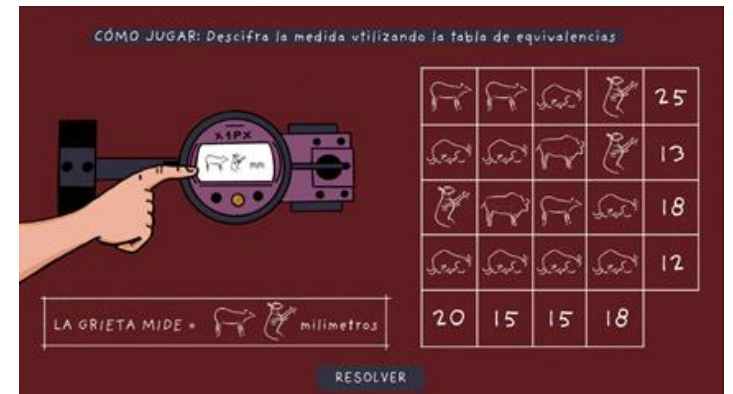 CÓMO JUGAR: Descifra la medida utilizando la tabla de equivalencias
25
X1PX
mm
13
18
12
20 15 15 18
LA GRIETA MIDE = milimetros
RESOLVER